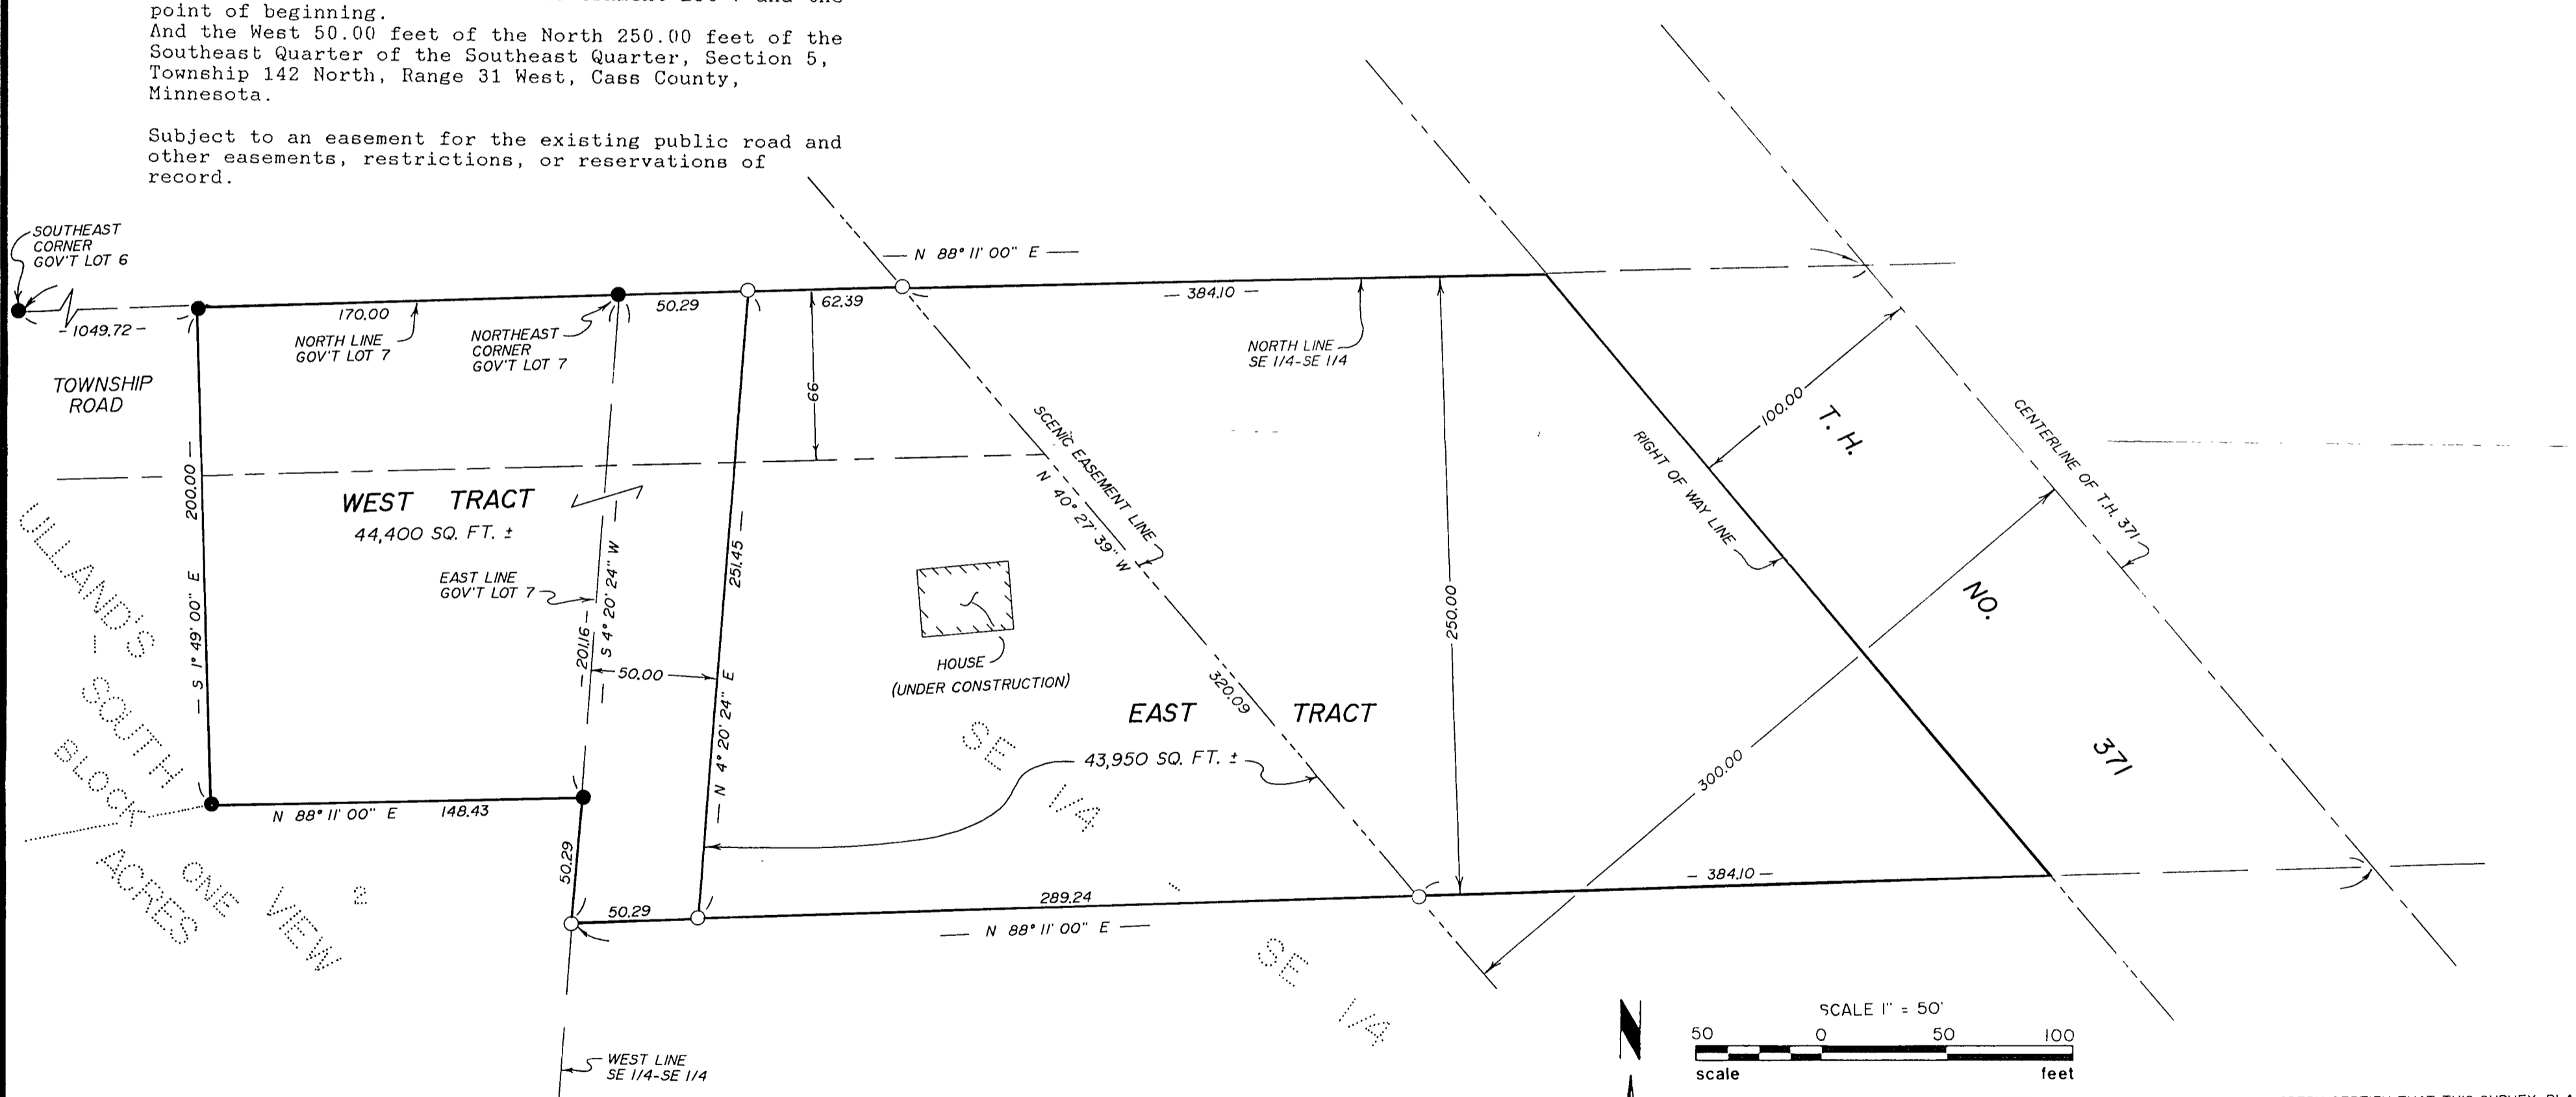 point of beginning.
And the West 50.00 feet of the North 250.00 feet of the
Southeast Quarter of the Southeast Quarter, Section 5,
Township 142 North, Range 31 West, Cass County,
Minnesota.
Subject to an easement for the existing public road and
other easements, restrictions, or reservations of
record.
SOUTHEAST
CORNER
GOV'T LOT 6
- 1049.72 -
TOWNSHIP
ROAD
170.00
NORTH LINE
GOV'T LOT 7
NORTHEAST
CORNER
GOV'T LOT 7
50.29
62.39
N 88° 11' 00" E
- 384.10 -
NORTH LINE
SE 1/4-SE 1/4
66
200.00
S 1° 49' 00" E
WEST TRACT
44,400 SQ. FT. ±
EAST LINE
GOV'T LOT 7
201.16
S 4° 20' 24" W
50.00
251.45
N 4° 20' 24" E
HOUSE
(UNDER CONSTRUCTION)
SCENIC EASEMENT LINE
N 40° 27' 39" W
320.09
EAST TRACT
43,950 SQ. FT. ±
250.00
RIGHT OF WAY LINE
100.00
300.00
T. H.
NO.
371
CENTERLINE OF T.H. 371
ULLAND'S
SOUTH
BLOCK
ONE VIEW
ACRES
2
N 88° 11' 00" E 148.43
50.29
50.29
289.24
N 88° 11' 00" E
- 384.10 -
SE 1/4
SE 1/4
WEST LINE
SE 1/4-SE 1/4
N
SCALE 1" = 50'
50 0 50 100
scale feet